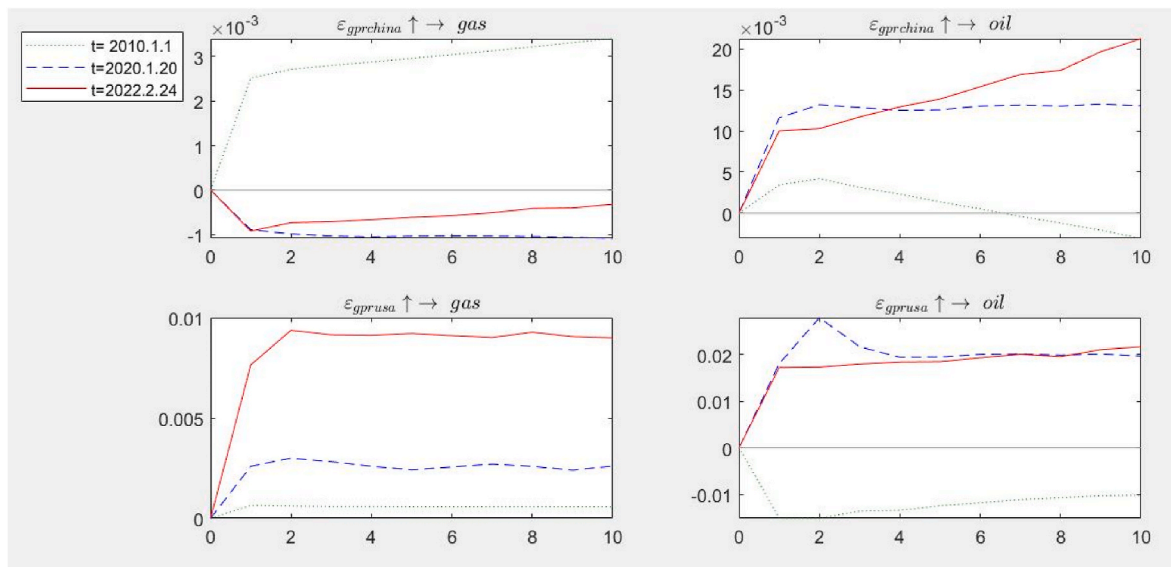 t= 2010.1.1
t=2020.1.20
t=2022.2.24
×10⁻³ ε_gprchina ↑ → gas
3
2
1
0
-1
0 2 4 6 8 10
×10⁻³ ε_gprchina ↑ → oil
20
15
10
5
0
0 2 4 6 8 10
ε_gprusa ↑ → gas
0.01
0.005
0
0 2 4 6 8 10
ε_gprusa ↑ → oil
0.02
0.01
0
-0.01
0 2 4 6 8 10